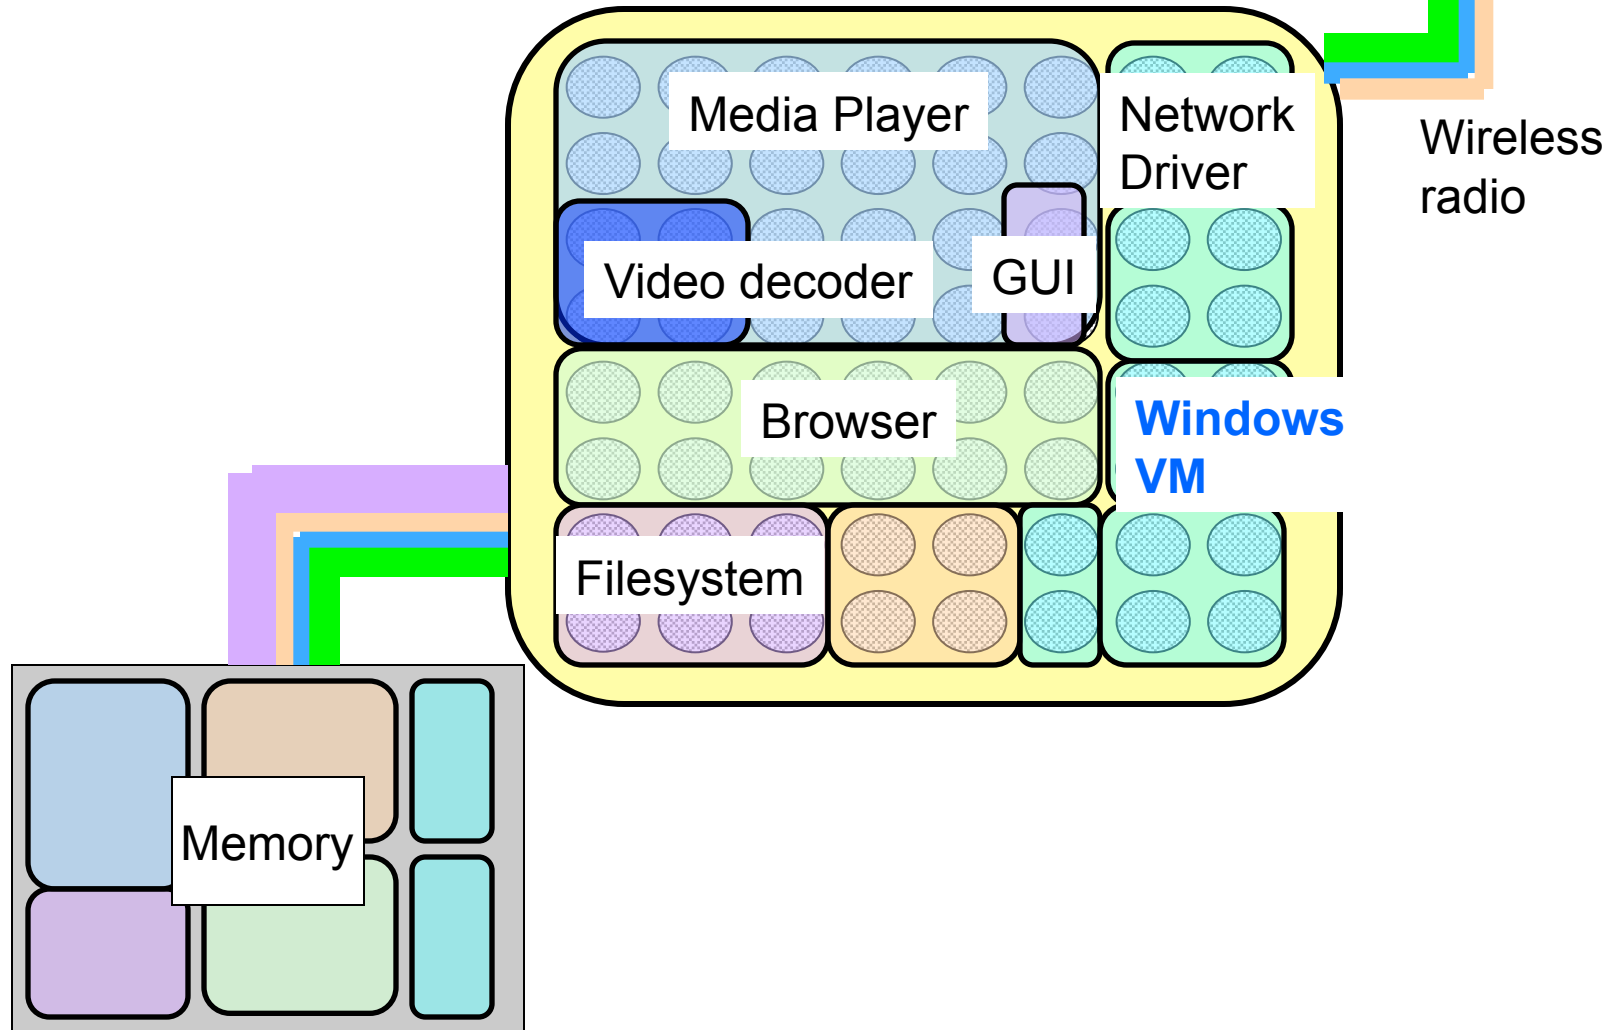 Media Player
Network
Driver
Wireless
radio
Video decoder
GUI
Browser
Windows
VM
Filesystem
Memory